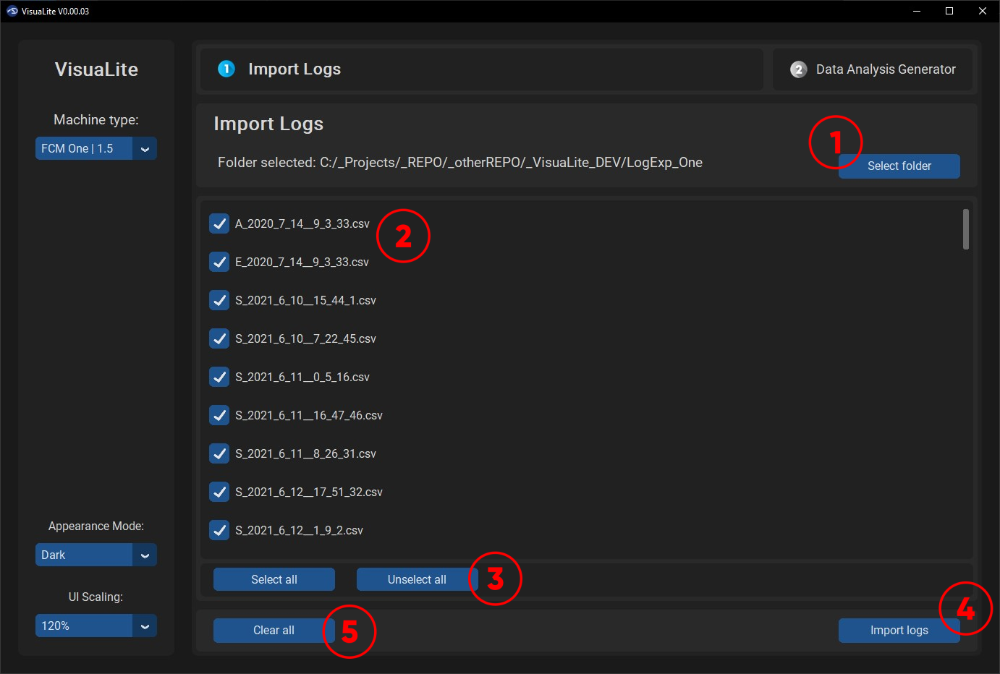 VisuaLite V0.00.03
VisuaLite
Machine type:
FCM One | 1.5
Appearance Mode:
Dark
UI Scaling:
120%
1 Import Logs
2 Data Analysis Generator
Import Logs
Folder selected: C:/_Projects/_REPO/_otherREPO/_VisuaLite_DEV/LogExp_One
1
Select folder
A_2020_7_14__9_3_33.csv
2
E_2020_7_14__9_3_33.csv
S_2021_6_10__15_44_1.csv
S_2021_6_10__7_22_45.csv
S_2021_6_11__0_5_16.csv
S_2021_6_11__16_47_46.csv
S_2021_6_11__8_26_31.csv
S_2021_6_12__17_51_32.csv
S_2021_6_12__1_9_2.csv
Select all
Unselect all
3
Clear all
5
Import logs
4